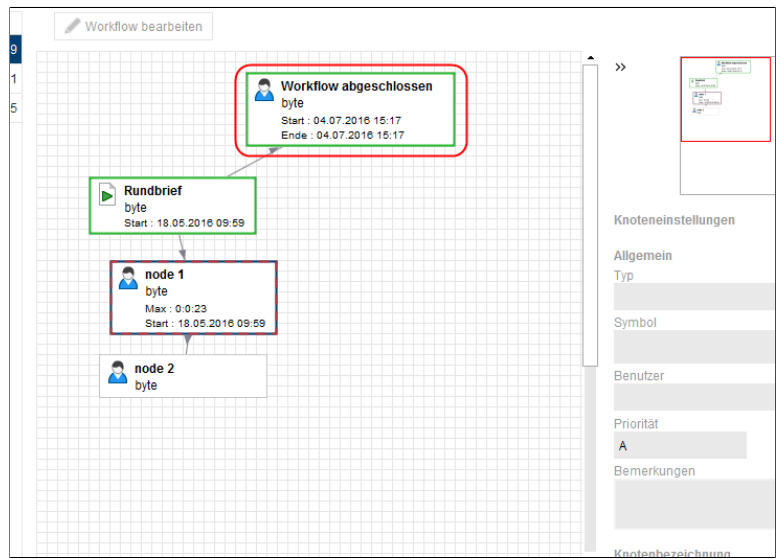 Workflow bearbeiten
9
1
5
Workflow abgeschlossen
byte
Start : 04.07.2016 15:17
Ende : 04.07.2016 15:17
Rundbrief
byte
Start : 18.05.2016 09:59
node 1
byte
Max : 0:0:23
Start : 18.05.2016 09:59
node 2
byte
»
Knoteneinstellungen
Allgemein
Typ
Symbol
Benutzer
Priorität
A
Bemerkungen
Knotenbezeichnung